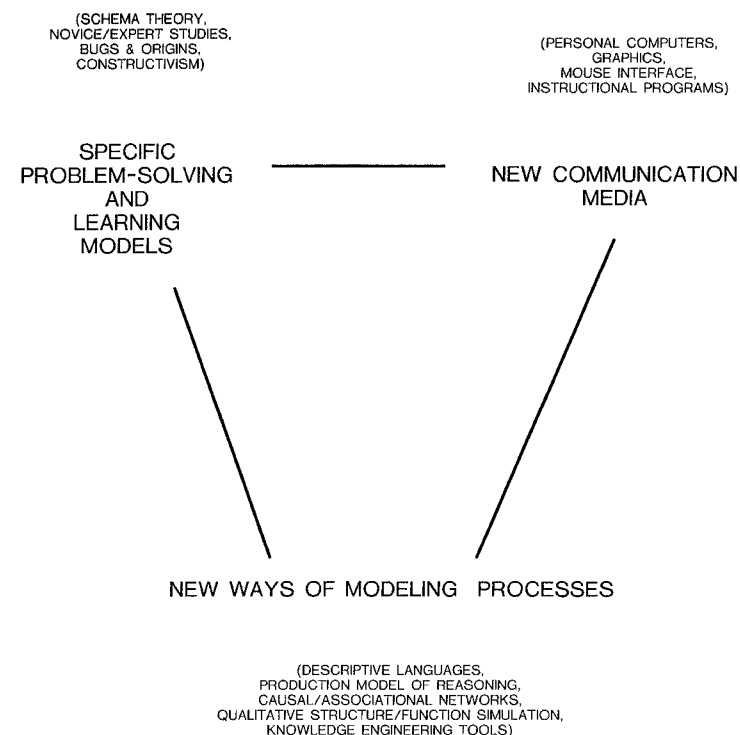 (SCHEMA THEORY,
NOVICE/EXPERT STUDIES,
BUGS & ORIGINS,
CONSTRUCTIVISM)
(PERSONAL COMPUTERS,
GRAPHICS,
MOUSE INTERFACE,
INSTRUCTIONAL PROGRAMS)
SPECIFIC
PROBLEM-SOLVING
AND
LEARNING
MODELS
NEW COMMUNICATION
MEDIA
NEW WAYS OF MODELING PROCESSES
(DESCRIPTIVE LANGUAGES,
PRODUCTION MODEL OF REASONING,
CAUSAL/ASSOCIATIONAL NETWORKS,
QUALITATIVE STRUCTURE/FUNCTION SIMULATION,
KNOWLEDGE ENGINEERING TOOLS)